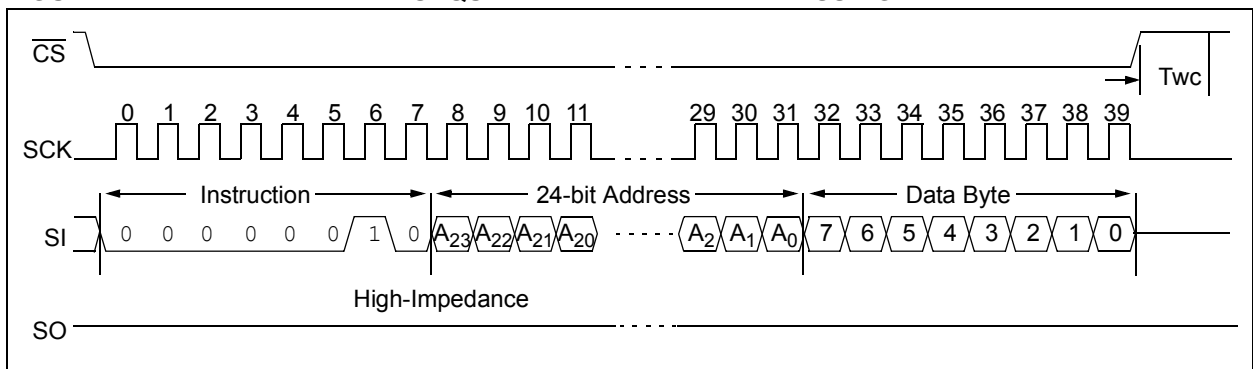 CS
Twc
0 1 2 3 4 5 6 7 8 9 10 11 29 30 31 32 33 34 35 36 37 38 39
SCK
Instruction 24-bit Address Data Byte
SI 0 0 0 0 0 0 1 0 A23 A22 A21 A20 A2 A1 A0 7 6 5 4 3 2 1 0
High-Impedance
SO